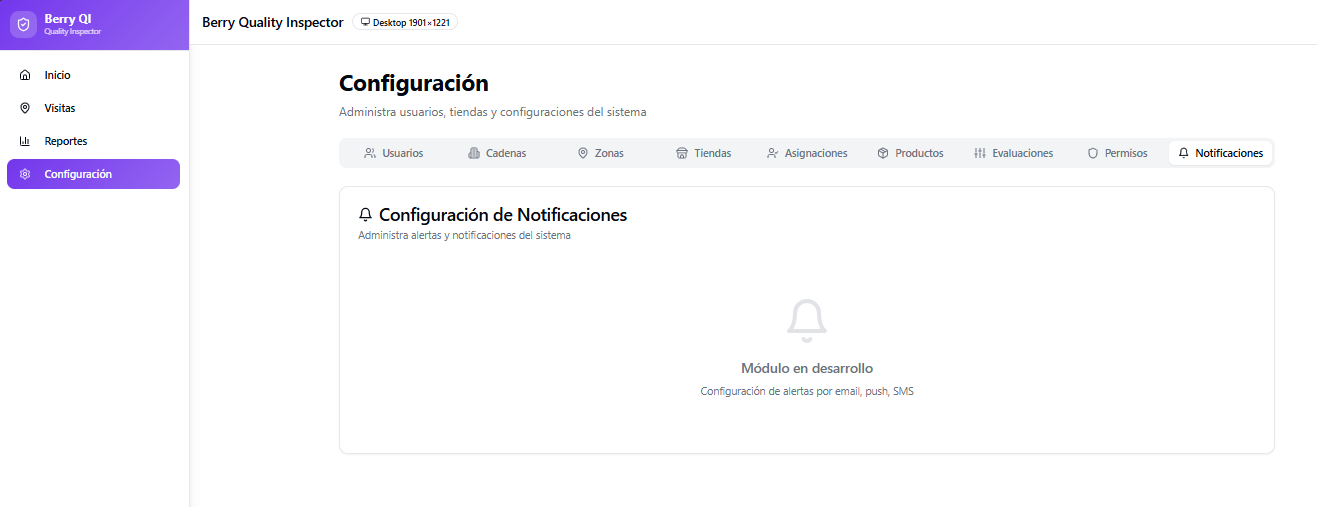 Berry QI
Quality Inspector
Inicio
Visitas
Reportes
Configuración
Berry Quality Inspector
Desktop 1901×1221
Configuración
Administra usuarios, tiendas y configuraciones del sistema
Usuarios Cadenas Zonas Tiendas Asignaciones Productos Evaluaciones Permisos Notificaciones
Configuración de Notificaciones
Administra alertas y notificaciones del sistema
Módulo en desarrollo
Configuración de alertas por email, push, SMS